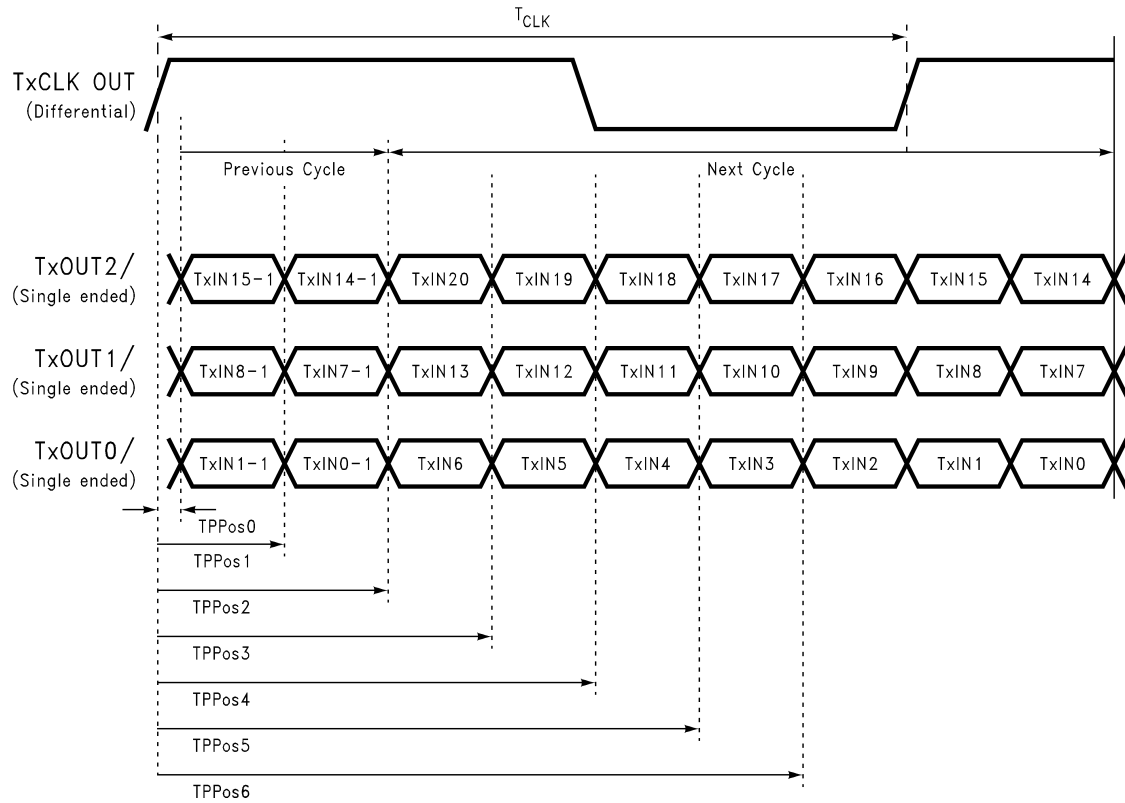 TCLK
TxCLK OUT
(Differential)
Previous Cycle
Next Cycle
TxOUT2/
(Single ended)
TxIN15-1 TxIN14-1 TxIN20 TxIN19 TxIN18 TxIN17 TxIN16 TxIN15 TxIN14
TxOUT1/
(Single ended)
TxIN8-1 TxIN7-1 TxIN13 TxIN12 TxIN11 TxIN10 TxIN9 TxIN8 TxIN7
TxOUT0/
(Single ended)
TxIN1-1 TxIN0-1 TxIN6 TxIN5 TxIN4 TxIN3 TxIN2 TxIN1 TxIN0
TPPos0
TPPos1
TPPos2
TPPos3
TPPos4
TPPos5
TPPos6